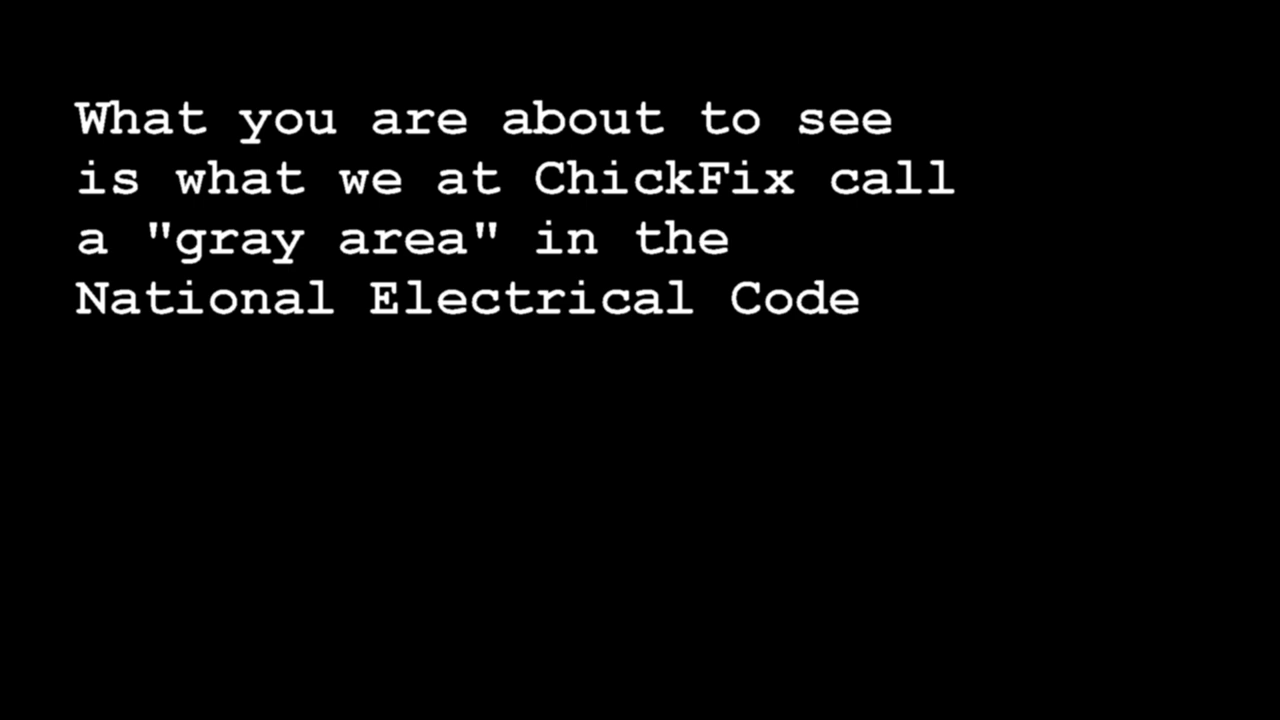 What you are about to see
is what we at ChickFix call
a "gray area" in the
National Electrical Code